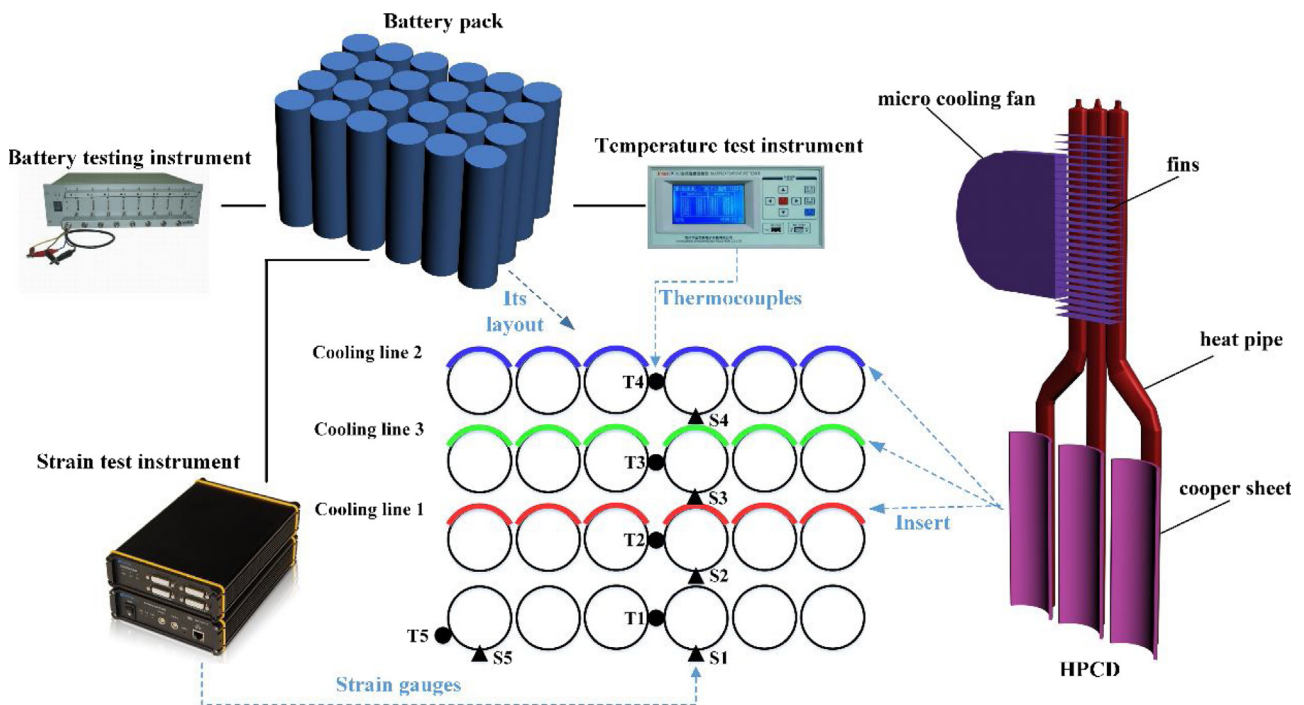 Battery pack
micro cooling fan
Battery testing instrument
Temperature test instrument
fins
Its
layout
Thermocouples
Cooling line 2
T4
S4
heat pipe
Cooling line 3
T3
S3
Strain test instrument
cooper sheet
Cooling line 1
T2
S2
Insert
T1
T5
S5
S1
HPCD
Strain gauges